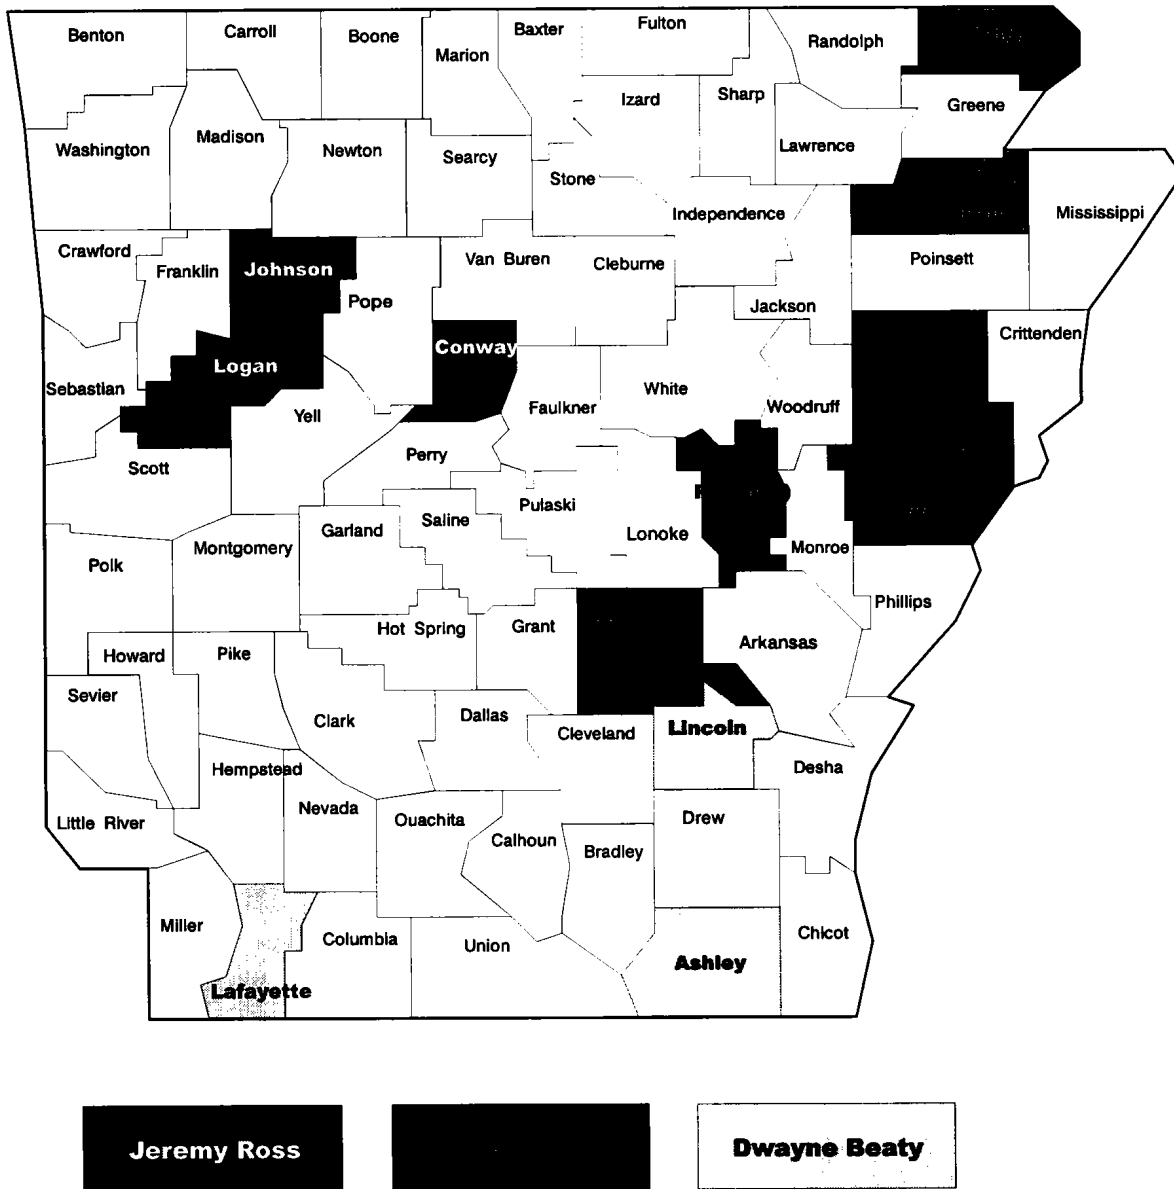 Benton
Carroll
Boone
Marion
Baxter
Fulton
Randolph
Sharp
Izard
Greene
Washington
Madison
Newton
Searcy
Stone
Lawrence
Independence
Mississippi
Crawford
Franklin
Johnson
Pope
Van Buren
Cleburne
Jackson
Poinsett
Crittenden
Sebastian
Logan
Conway
Yell
Faulkner
White
Woodruff
Scott
Perry
Pulaski
Lonoke
Monroe
Saline
Garland
Montgomery
Polk
Phillips
Hot Spring
Grant
Arkansas
Howard
Pike
Sevier
Clark
Dallas
Cleveland
Lincoln
Desha
Hempstead
Nevada
Ouachita
Calhoun
Bradley
Drew
Little River
Miller
Lafayette
Columbia
Union
Ashley
Chicot
Jeremy Ross
Dwayne Beaty